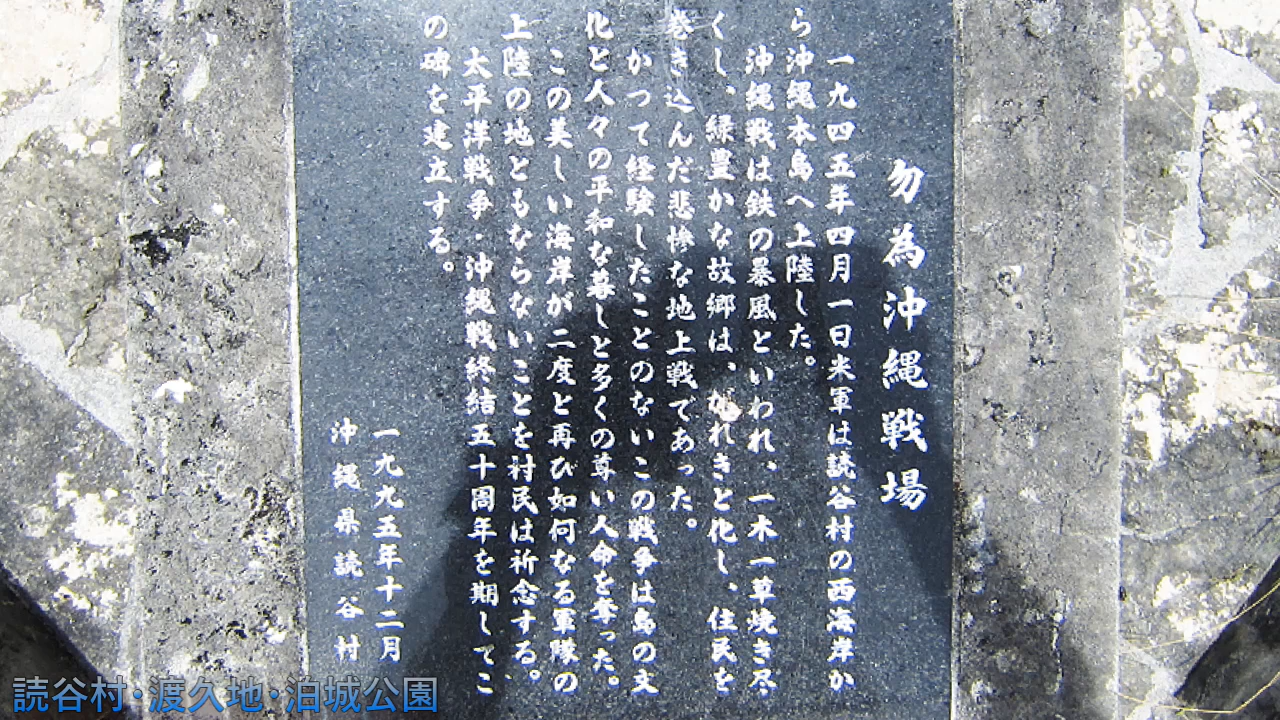 勿為沖縄戦場
一九四五年四月一日米軍は読谷村の西海岸か
ら沖縄本島へ上陸した。
沖縄戦は鉄の暴風といわれ、一木一草焼き尽
くし、緑豊かな故郷は、がれきと化し、住民を
巻き込んだ悲惨な地上戦であった。
かつて経験したことのないこの戦争は島の文
化と人々の平和な暮しと多くの尊い人命を奪った。
この美しい海岸が二度と再び如何なる軍隊の
上陸の地ともならないことを村民は祈念する。
太平洋戦争・沖縄戦終結五十周年を期してこ
の碑を建立する。
一九九五年十二月
沖縄県読谷村
読谷村・渡久地・泊城公園